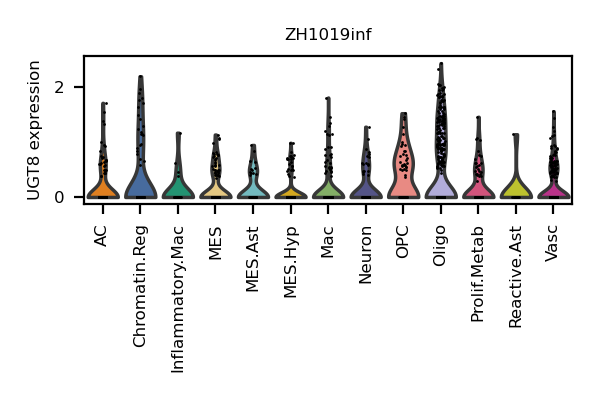 ZH1019inf
UGT8 expression
2
0
AC
Chromatin.Reg
Inflammatory.Mac
MES
MES.Ast
MES.Hyp
Mac
Neuron
OPC
Oligo
Prolif.Metab
Reactive.Ast
Vasc